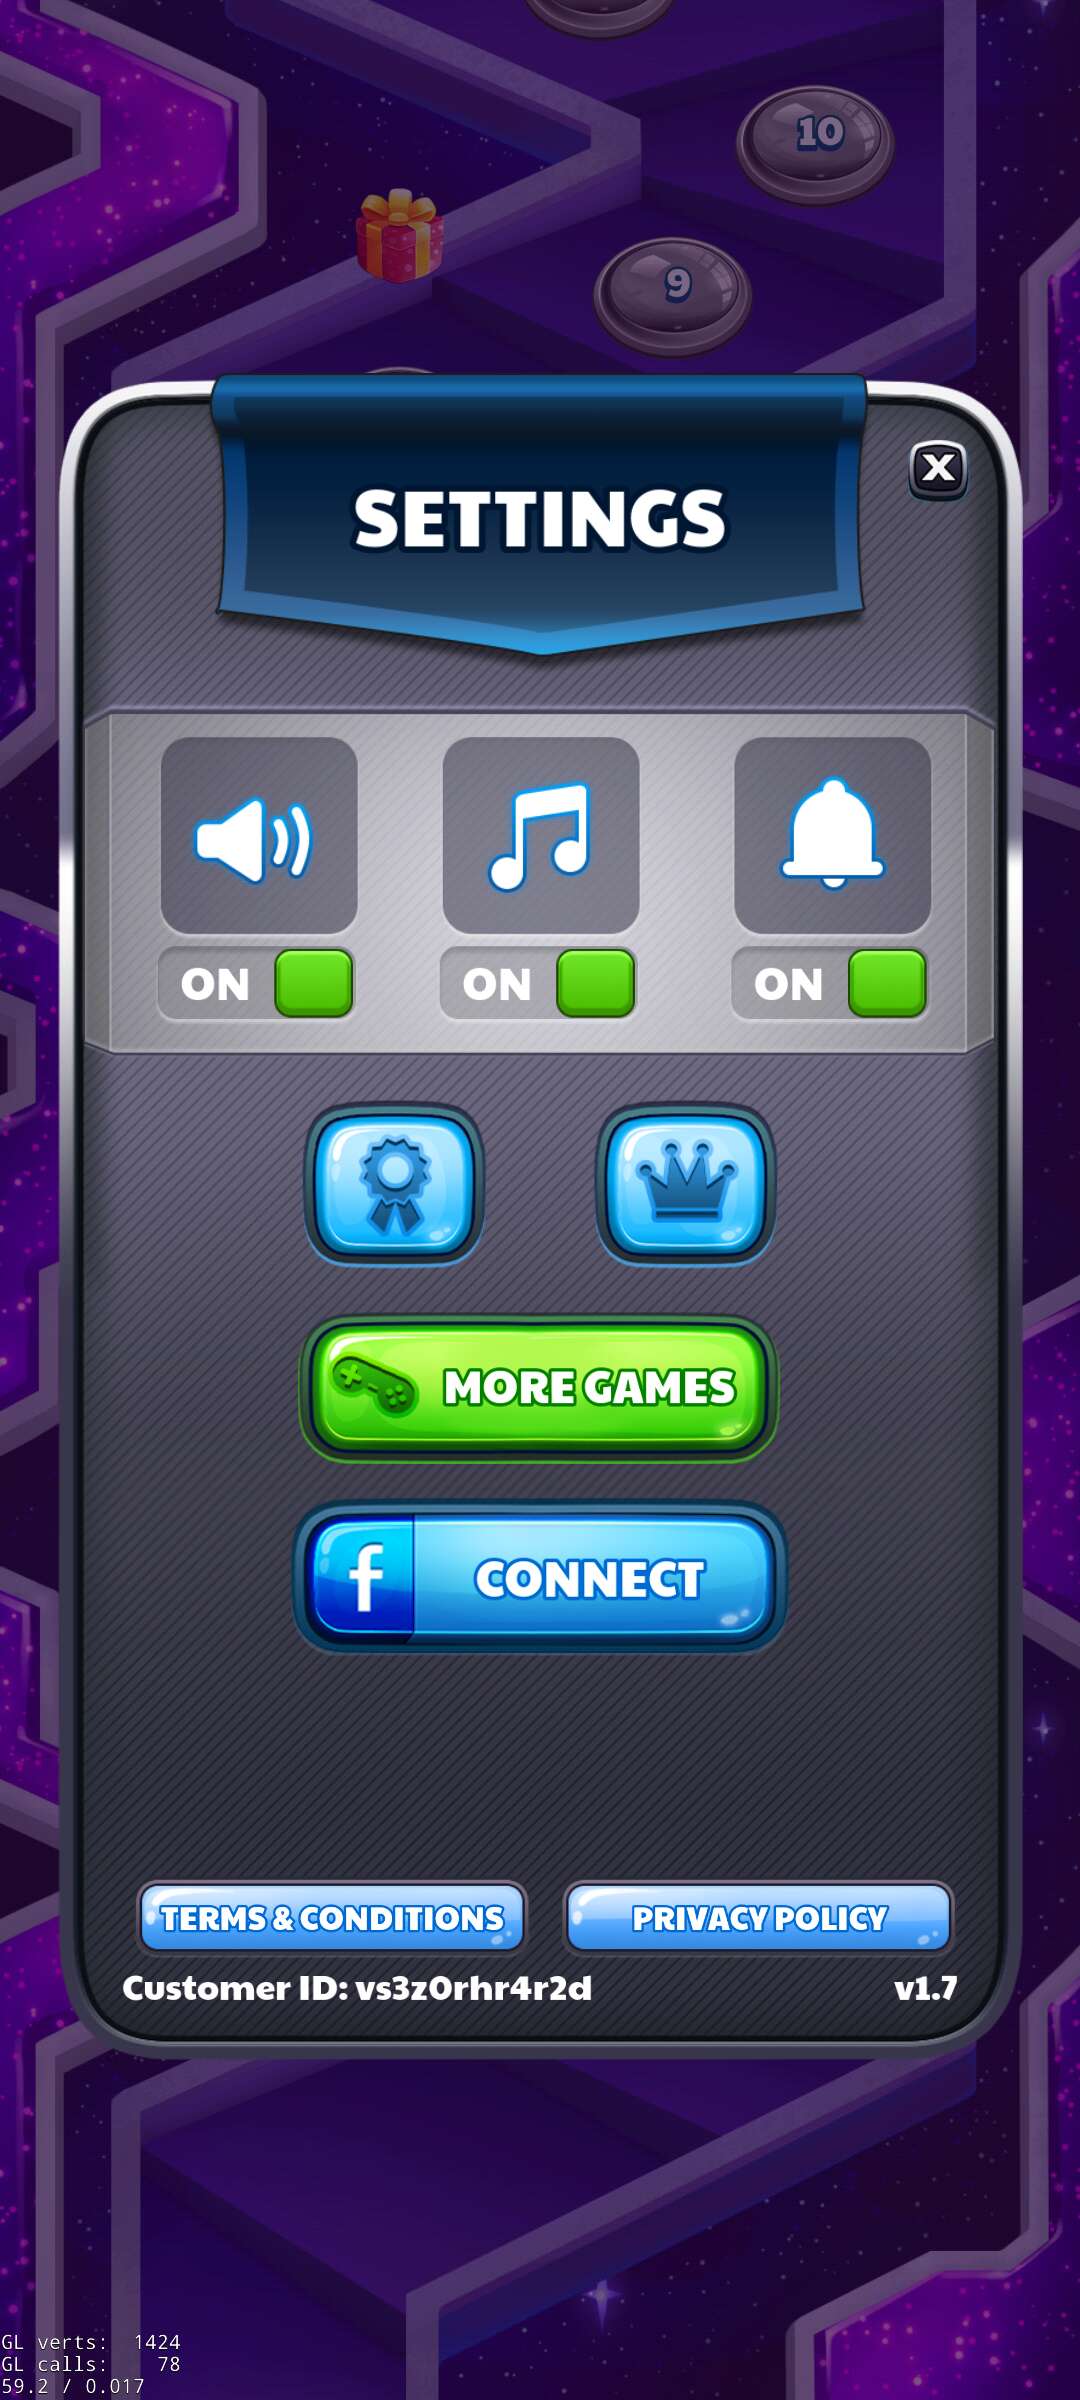 10
9
SETTINGS
X
ON ON ON
MORE GAMES
f CONNECT
TERMS & CONDITIONS PRIVACY POLICY
Customer ID: vs3z0rhr4r2d v1.7
GL verts: 1424
GL calls: 78
59.2 / 0.017